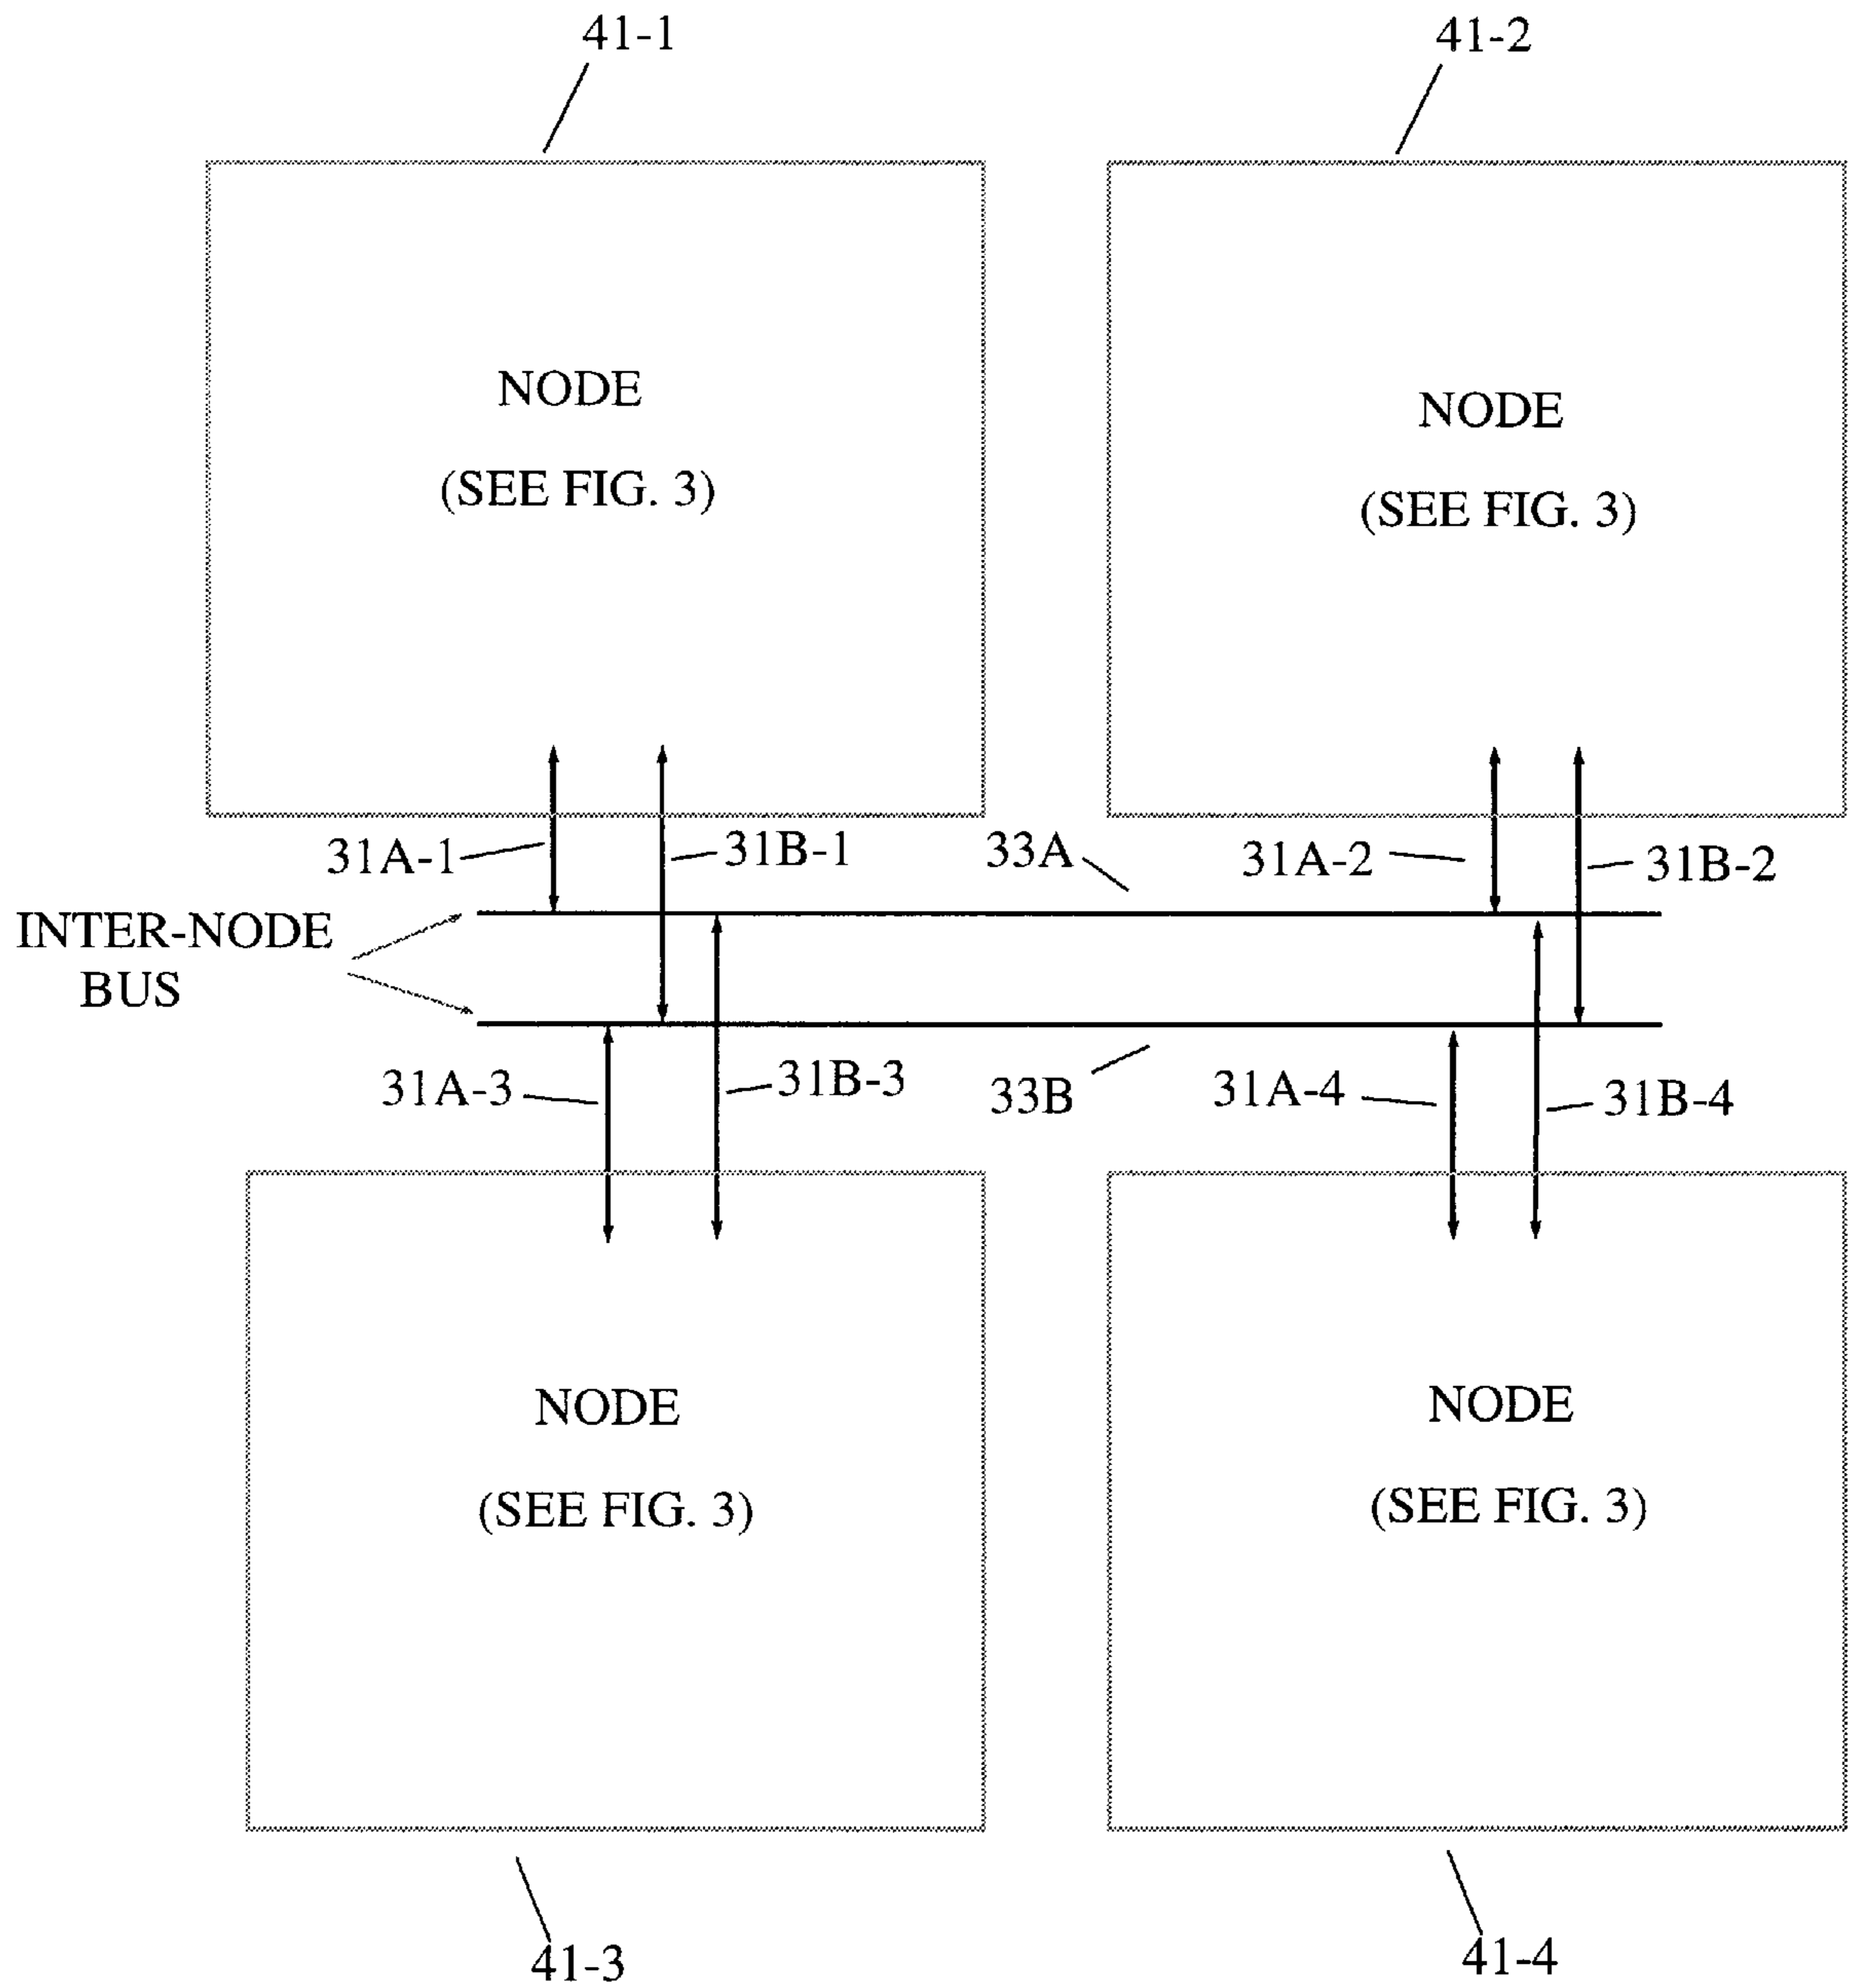 41-1
41-2
NODE
(SEE FIG. 3)
NODE
(SEE FIG. 3)
31A-1
31B-1
33A
31A-2
31B-2
INTER-NODE
BUS
31A-3
31B-3
33B
31A-4
31B-4
NODE
(SEE FIG. 3)
NODE
(SEE FIG. 3)
41-3
41-4